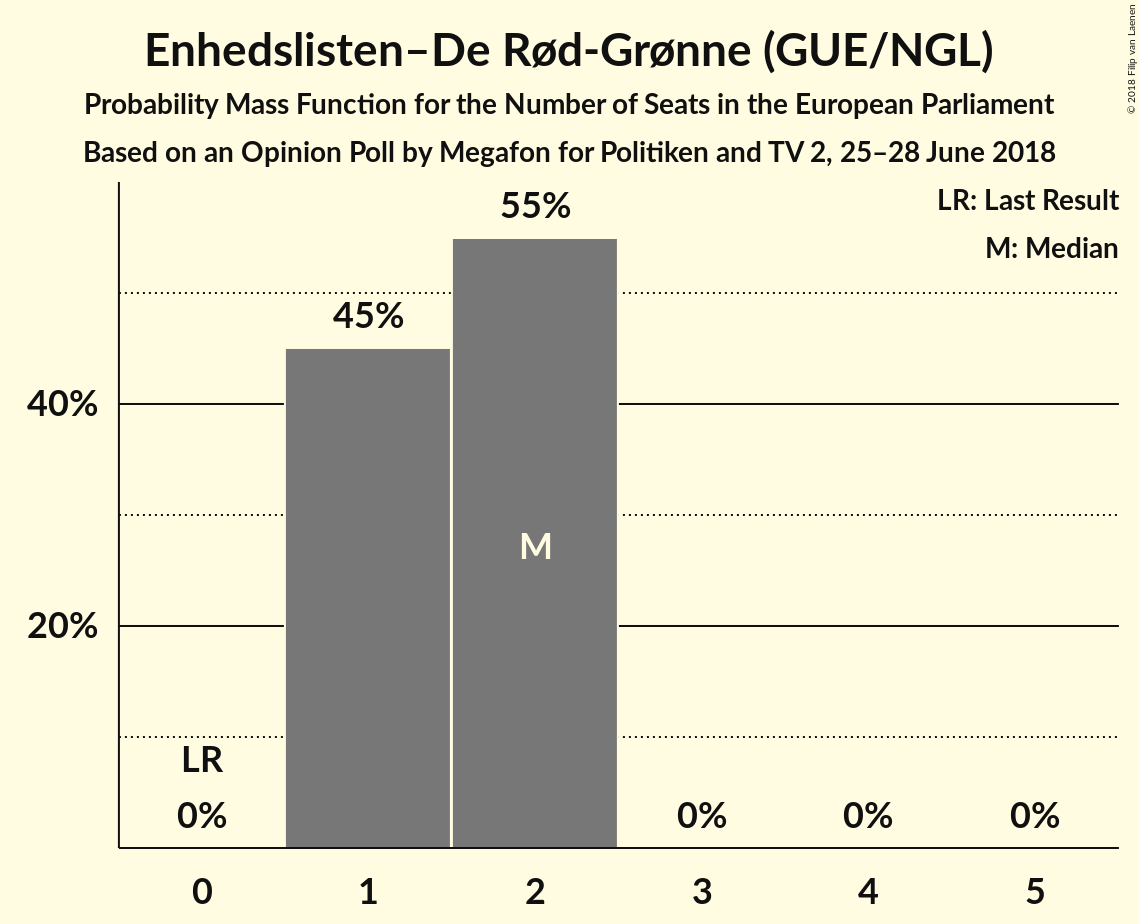 Enhedslisten–De Rød-Grønne (GUE/NGL)
Probability Mass Function for the Number of Seats in the European Parliament
Based on an Opinion Poll by Megafon for Politiken and TV 2, 25–28 June 2018
© 2018 Filip van Laenen
LR: Last Result
M: Median
55%
45%
40%
M
20%
LR
0%
0%
0%
0%
0
1
2
3
4
5